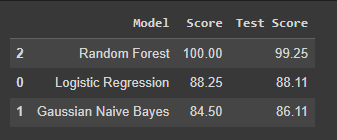 Model Score Test Score
2 Random Forest 100.00 99.25
0 Logistic Regression 88.25 88.11
1 Gaussian Naive Bayes 84.50 86.11